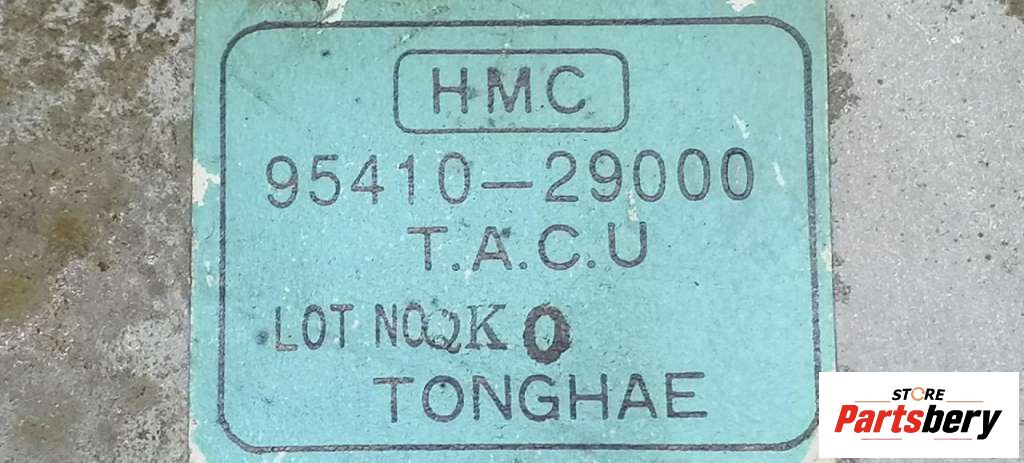 HMC
95410-29000
T.A.C.U
LOT NO QK 0
TONGHAE
STORE
Partsbery